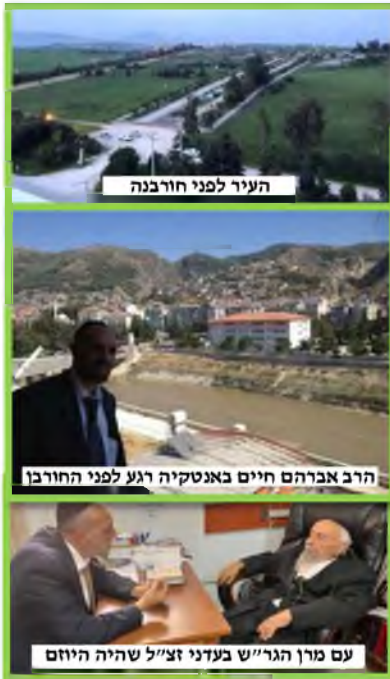 העיר לפני חורבנה
הרב אברהם חיים באנטקיה רגע לפני החורבן
עם מרן הגר״ש בעדני זצ״ל שהיה היוזם